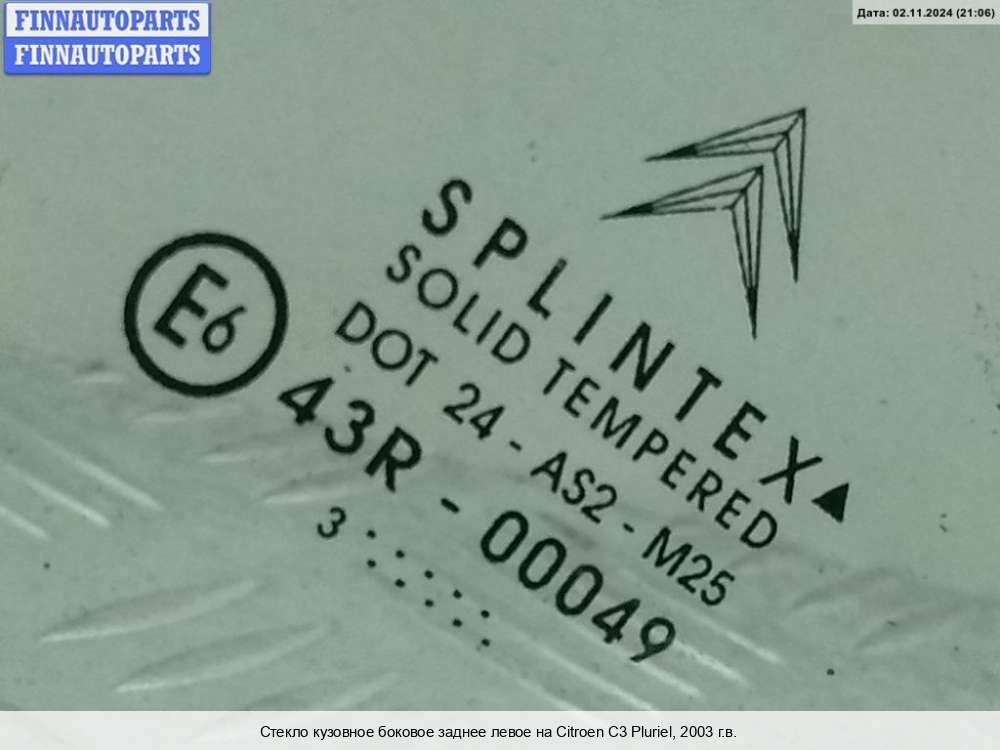 FINNAUTOPARTS
FINNAUTOPARTS
Дата: 02.11.2024 (21:06)
SPLINTEX
SOLID TEMPERED
DOT 24 - AS2 - M25
E6
43R - 00049
3
Стекло кузовное боковое заднее левое на Citroen C3 Pluriel, 2003 г.в.